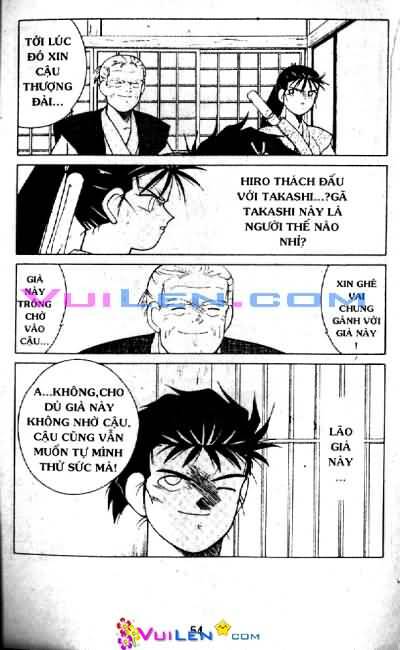 TỚI LÚC
ĐÓ XIN
CẬU
THƯỢNG
ĐÀI...
HIRO THÁCH ĐẤU
VỚI TAKASHI...?GÃ
TAKASHI NÀY LÀ
NGƯỜI THẾ NÀO
NHỈ?
GIÀ
NÀY
TRÔNG
CHỜ
VÀO
CẬU...
XIN GHÉ
VAI
CHUNG
GÁNH VỚI
GIÀ NÀY
!
VUILEN.COM
A...KHÔNG,CHO
DÙ GIÀ NÀY
KHÔNG NHỜ CẬU.
CẬU CŨNG VẪN
MUỐN TỰ MÌNH
THỬ SỨC MÀ!
LÃO
GIÀ
NÀY
...
54
VUILEN.COM